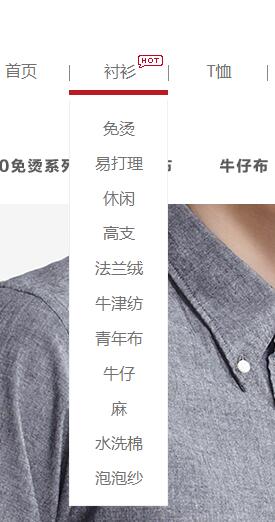 首页 | 衬衫 HOT | T恤 |
免烫
0免烫系列 易打理 布 牛仔布
休闲
高支
法兰绒
牛津纺
青年布
牛仔
麻
水洗棉
泡泡纱